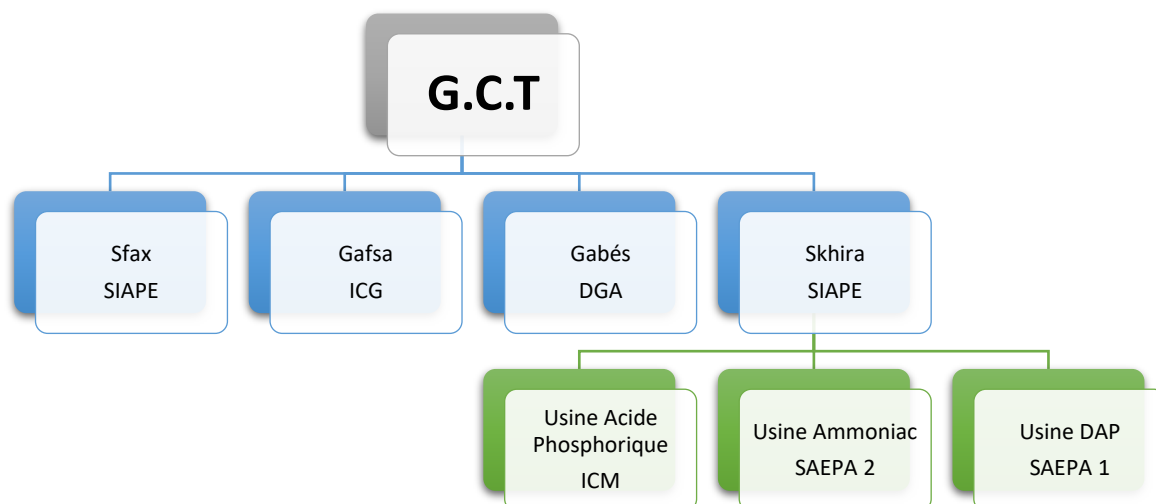 G.C.T
Sfax
SIAPE
Gafsa
ICG
Gabés
DGA
Skhira
SIAPE
Usine Acide
Phosphorique
ICM
Usine Ammoniac
SAEPA 2
Usine DAP
SAEPA 1